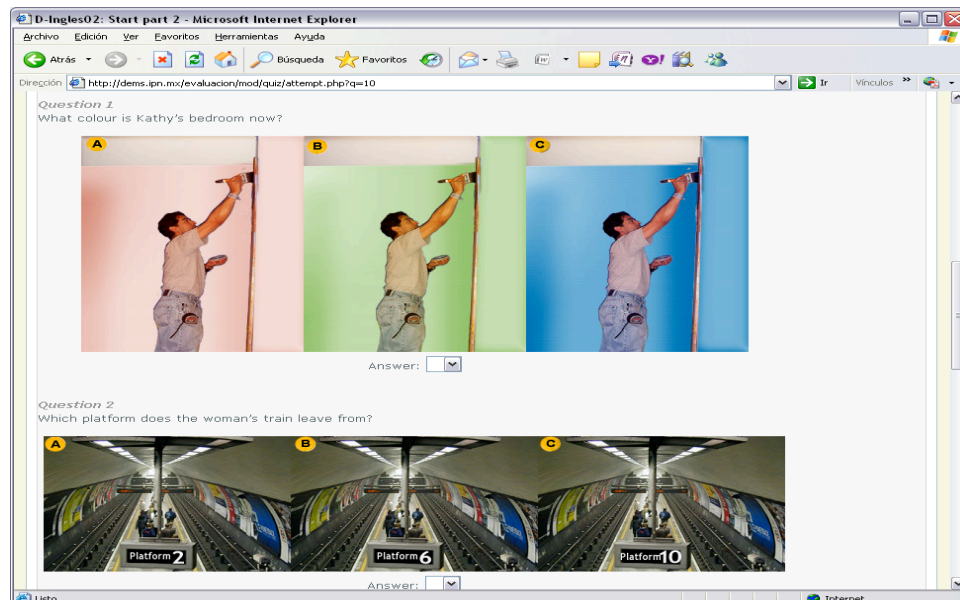 D-Ingles02: Start part 2 - Microsoft Internet Explorer
Archivo Edición Ver Favoritos Herramientas Ayuda
Atrás Búsqueda Favoritos
Dirección http://dems.ipn.mx/evaluacion/mod/quiz/attempt.php?q=10 Ir Vínculos »
Question 1
What colour is Kathy's bedroom now?
A B C
Answer:
Question 2
Which platform does the woman's train leave from?
A B C
Platform 2 Platform 6 Platform 10
Answer:
Listo Internet